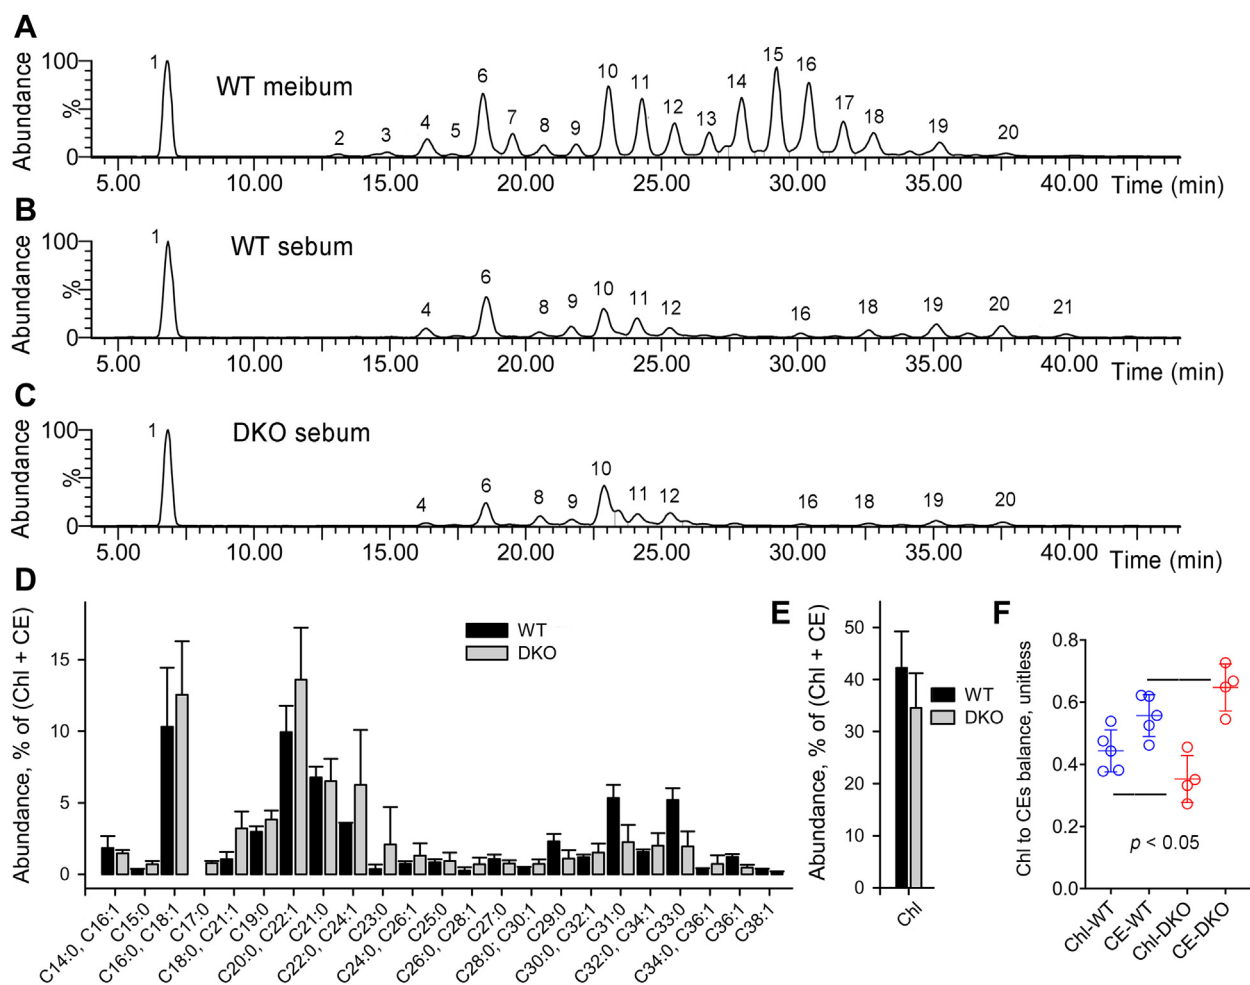 A
Abundance
%
100
0
WT meibum
1 2 3 4 5 6 7 8 9 10 11 12 13 14 15 16 17 18 19 20
5.00 10.00 15.00 20.00 25.00 30.00 35.00 40.00 Time (min)
B
Abundance
%
100
0
WT sebum
1 4 6 8 9 10 11 12 16 18 19 20 21
5.00 10.00 15.00 20.00 25.00 30.00 35.00 40.00 Time (min)
C
Abundance
%
100
0
DKO sebum
1 4 6 8 9 10 11 12 16 18 19 20
5.00 10.00 15.00 20.00 25.00 30.00 35.00 40.00 Time (min)
D
Abundance, % of (Chl + CE)
15
10
5
0
WT
DKO
C14:0, C16:1
C15:0
C16:0, C18:1
C17:0
C18:0, C21:1
C19:0
C20:0, C22:1
C21:0
C22:0, C24:1
C23:0
C24:0, C26:1
C25:0
C26:0, C28:1
C27:0
C28:0; C30:1
C29:0
C30:0, C32:1
C31:0
C32:0, C34:1
C33:0
C34:0, C36:1
C36:1
C38:1
E
Abundance, % of (Chl + CE)
50
40
30
20
10
0
WT
DKO
Chl
F
Chl to CEs balance, unitless
0.8
0.6
0.4
0.2
0.0
p < 0.05
Chl-WT
CE-WT
Chl-DKO
CE-DKO